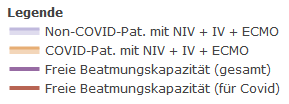 Legende
Non-COVID-Pat. mit NIV + IV + ECMO
COVID-Pat. mit NIV + IV + ECMO
Freie Beatmungskapazität (gesamt)
Freie Beatmungskapazität (für Covid)